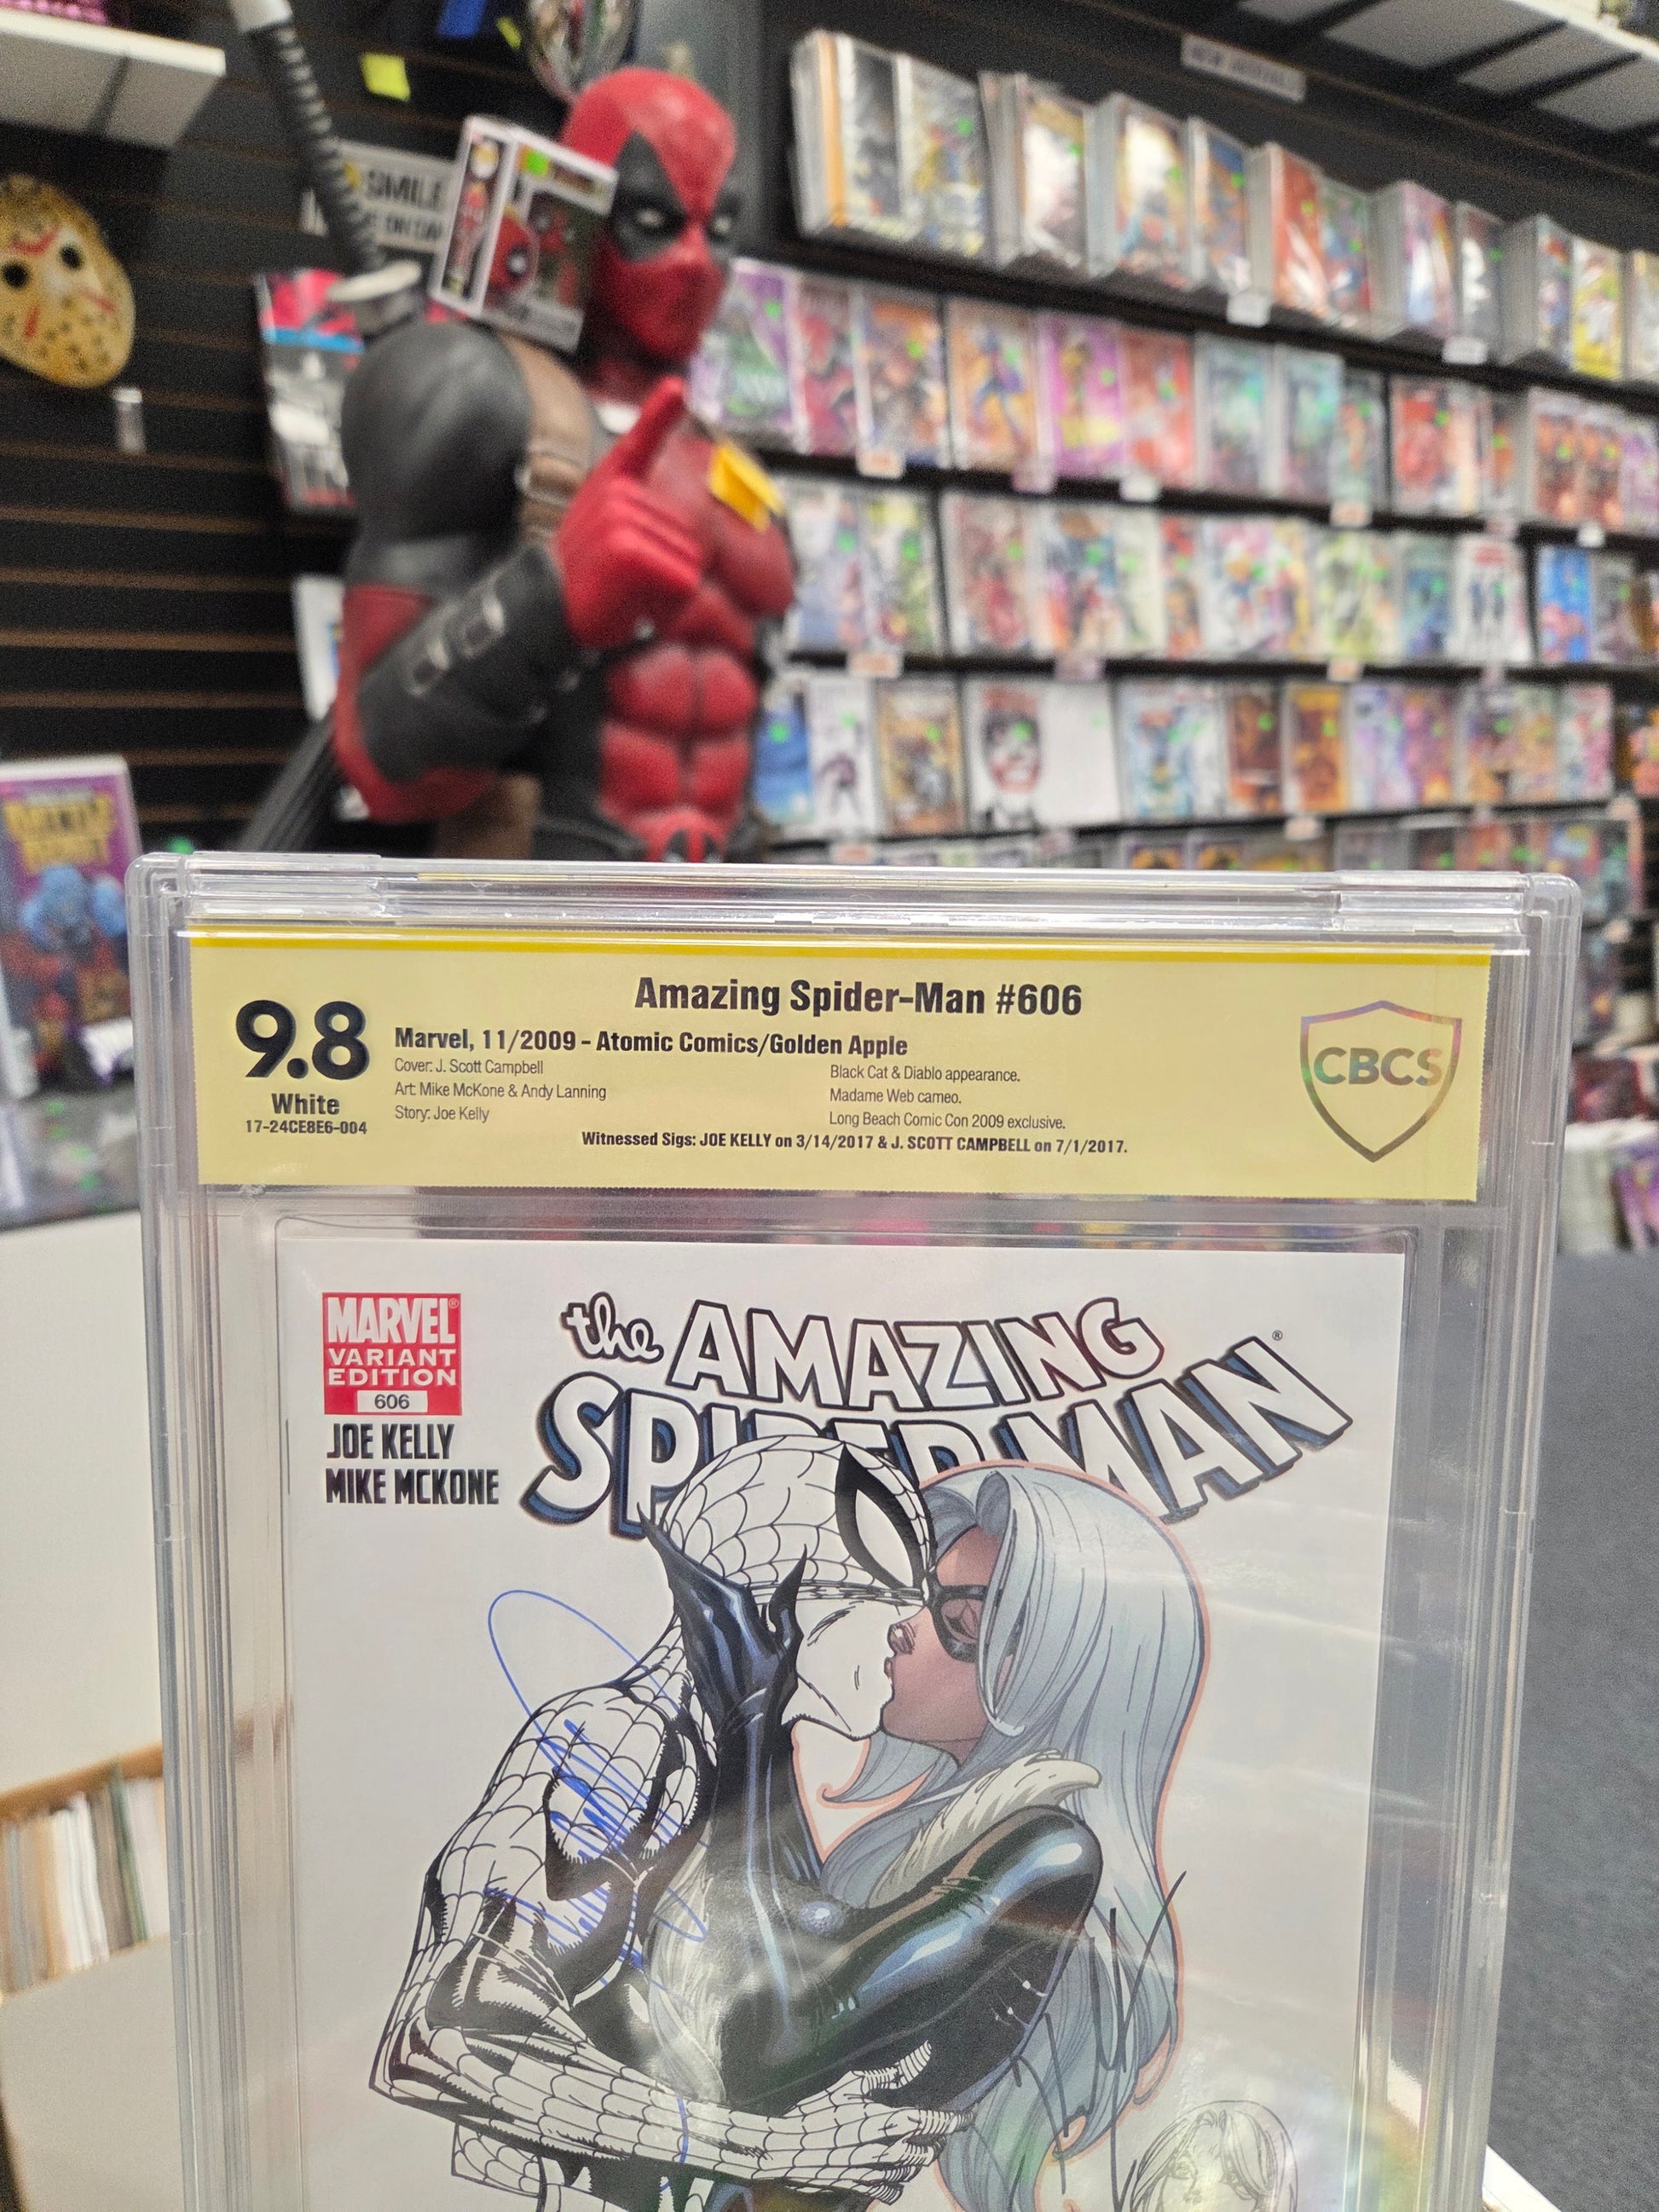 SMILE
NEW ARRIVALS
Amazing Spider-Man #606
9.8
White
17-24CE8E6-004
Marvel, 11/2009 - Atomic Comics/Golden Apple
Cover: J. Scott Campbell
Art: Mike McKone & Andy Lanning
Story: Joe Kelly
Black Cat & Diablo appearance.
Madame Web cameo.
Long Beach Comic Con 2009 exclusive.
Witnessed Sigs: JOE KELLY on 3/14/2017 & J. SCOTT CAMPBELL on 7/1/2017.
CBCS
MARVEL®
VARIANT
EDITION
606
JOE KELLY
MIKE MCKONE
the AMAZING
SPIDER-MAN®